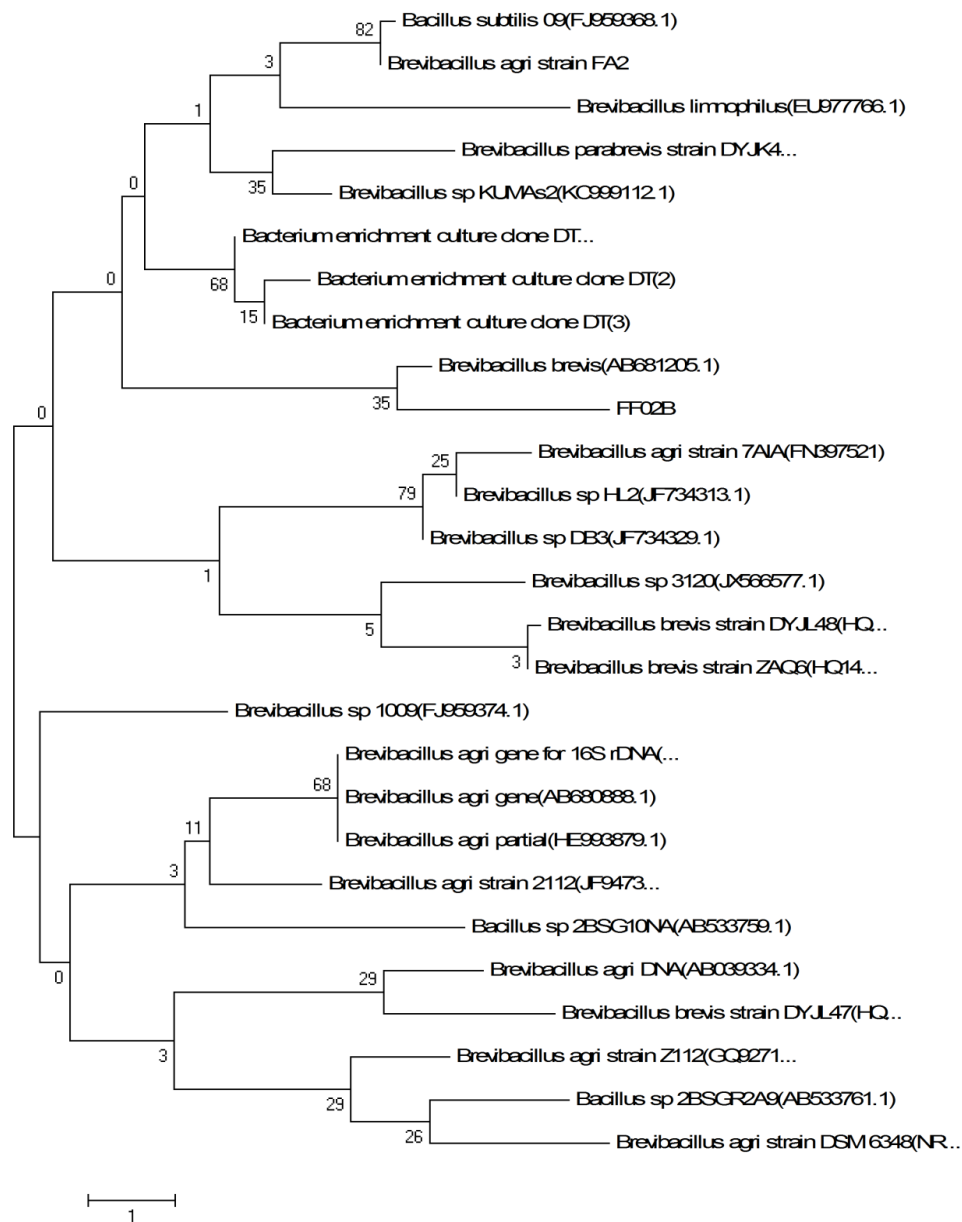 Bacillus subtilis 09(FJ959368.1)
82
Brevibacillus agri strain FA2
3
Brevibacillus limnophilus(EU977766.1)
1
Brevibacillus parabrevis strain DYJK4...
35
Brevibacillus sp KUMAs2(KC999112.1)
0
Bacterium enrichment culture clone DT...
68
Bacterium enrichment culture clone DT(2)
15
Bacterium enrichment culture clone DT(3)
0
Brevibacillus brevis(AB681205.1)
35
FF02B
0
Brevibacillus agri strain 7AIA(FN397521)
25
Brevibacillus sp HL2(JF734313.1)
79
Brevibacillus sp DB3(JF734329.1)
1
Brevibacillus sp 3120(JX566577.1)
5
Brevibacillus brevis strain DYJL48(HQ...
3
Brevibacillus brevis strain ZAQ6(HQ14...
Brevibacillus sp 1009(FJ959374.1)
Brevibacillus agri gene for 16S rDNA(...
68
Brevibacillus agri gene(AB680888.1)
11
Brevibacillus agri partial(HE993879.1)
3
Brevibacillus agri strain 2112(JF9473...
Bacillus sp 2BSG10NA(AB533759.1)
0
Brevibacillus agri DNA(AB039334.1)
29
Brevibacillus brevis strain DYJL47(HQ...
3
Brevibacillus agri strain Z112(GQ9271...
29
Bacillus sp 2BSGR2A9(AB533761.1)
26
Brevibacillus agri strain DSM 6348(NR...
1